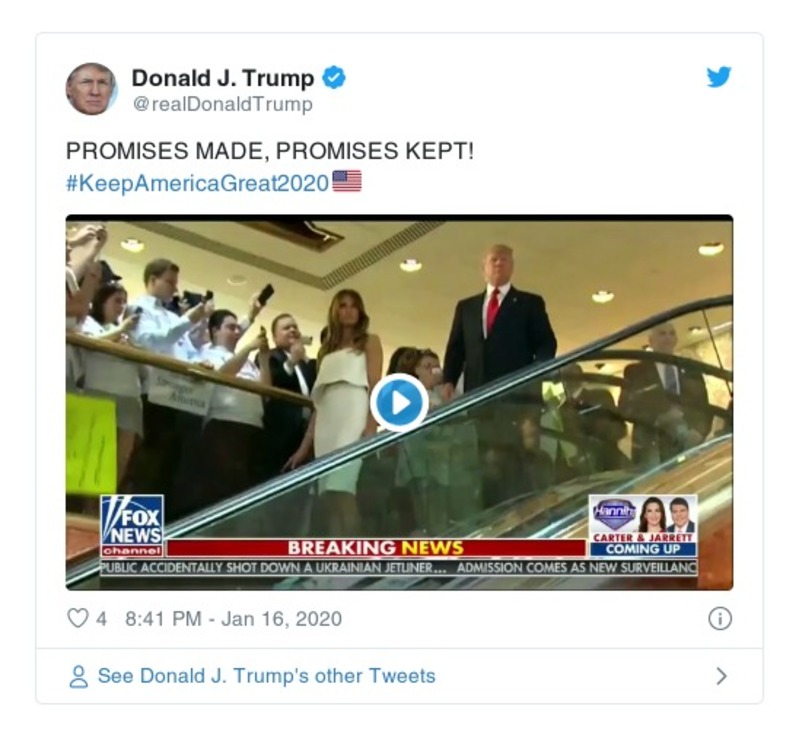 Donald J. Trump
@realDonaldTrump
PROMISES MADE, PROMISES KEPT!
#KeepAmericaGreat2020🇺🇸
Stronger
America
FOX
NEWS
channel
BREAKING NEWS
Hannity
CARTER & JARRETT
COMING UP
PUBLIC ACCIDENTALLY SHOT DOWN A UKRAINIAN JETLINER... ADMISSION COMES AS NEW SURVEILLANC
4 8:41 PM - Jan 16, 2020
See Donald J. Trump's other Tweets